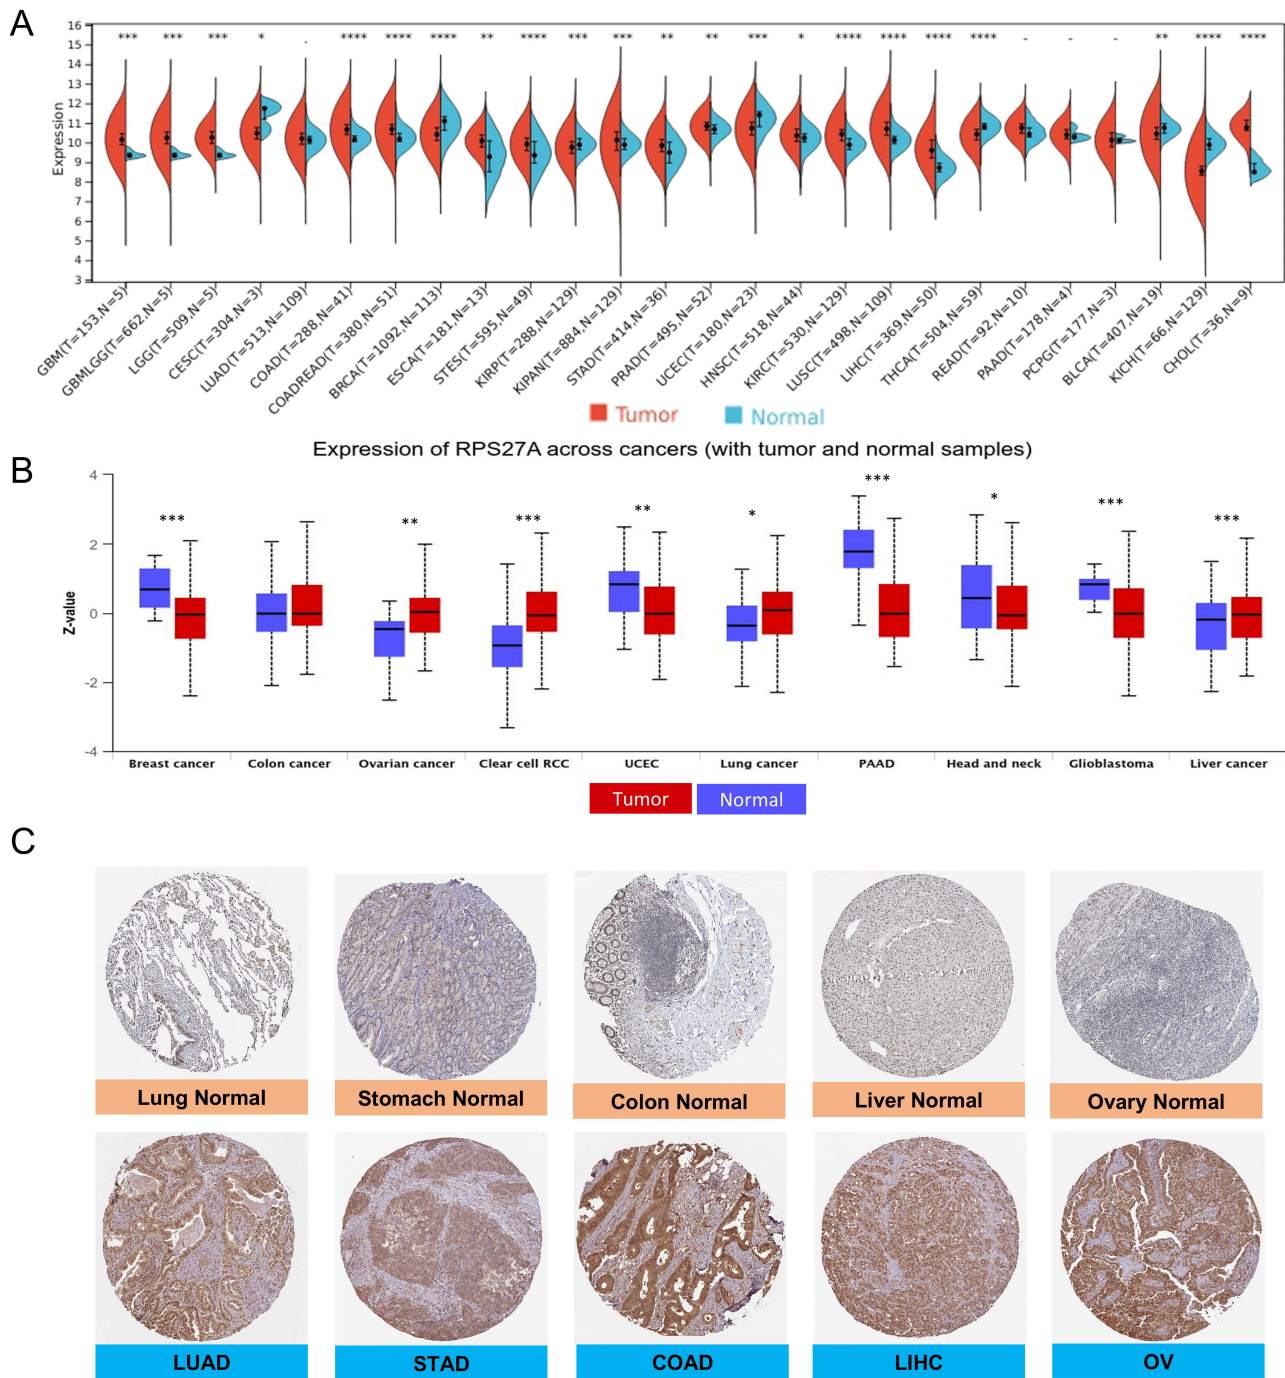 A
16
15
14
13
12
11
10
9
8
7
6
5
4
3
Expression
*** *** *** * - **** **** **** ** **** *** *** ** ** *** * **** **** **** **** - - - ** **** ****
GBM(T=153,N=5)
GBMLGG(T=662,N=5)
LGG(T=509,N=5)
CESC(T=304,N=3)
LUAD(T=513,N=109)
COAD(T=288,N=41)
COADREAD(T=380,N=51)
BRCA(T=1092,N=113)
ESCA(T=181,N=13)
STES(T=595,N=49)
KIRP(T=288,N=129)
KIPAN(T=884,N=129)
STAD(T=414,N=36)
PRAD(T=495,N=52)
UCEC(T=180,N=23)
HNSC(T=518,N=44)
KIRC(T=530,N=129)
LUSC(T=498,N=109)
LIHC(T=369,N=50)
THCA(T=504,N=59)
READ(T=92,N=10)
PAAD(T=178,N=4)
PCPG(T=177,N=3)
BLCA(T=407,N=19)
KICH(T=66,N=129)
CHOL(T=36,N=9)
Tumor Normal
Expression of RPS27A across cancers (with tumor and normal samples)
B
4
2
0
-2
-4
Z-value
*** ** *** ** * *** * *** ***
Breast cancer Colon cancer Ovarian cancer Clear cell RCC UCEC Lung cancer PAAD Head and neck Glioblastoma Liver cancer
Tumor Normal
C
Lung Normal Stomach Normal Colon Normal Liver Normal Ovary Normal
LUAD STAD COAD LIHC OV